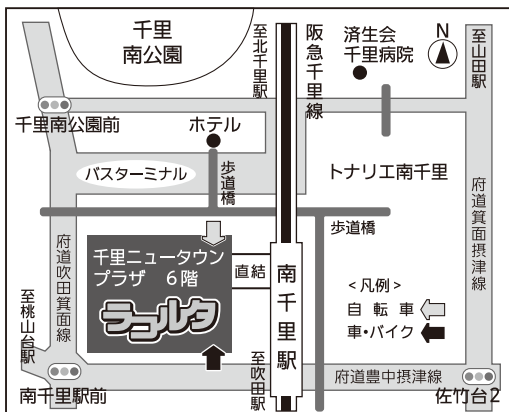 千里
南公園
至北千里駅
阪急千里線
済生会
千里病院
N
至山田駅
千里南公園前
ホテル
バスターミナル
歩道橋
トナリエ南千里
歩道橋
府道箕面摂津線
府道吹田箕面線
千里ニュータウン
プラザ 6階
ラコルタ
直結
南千里駅
<凡例>
自転車
車・バイク
至桃山台駅
南千里駅前
至吹田駅
府道豊中摂津線
佐竹台2